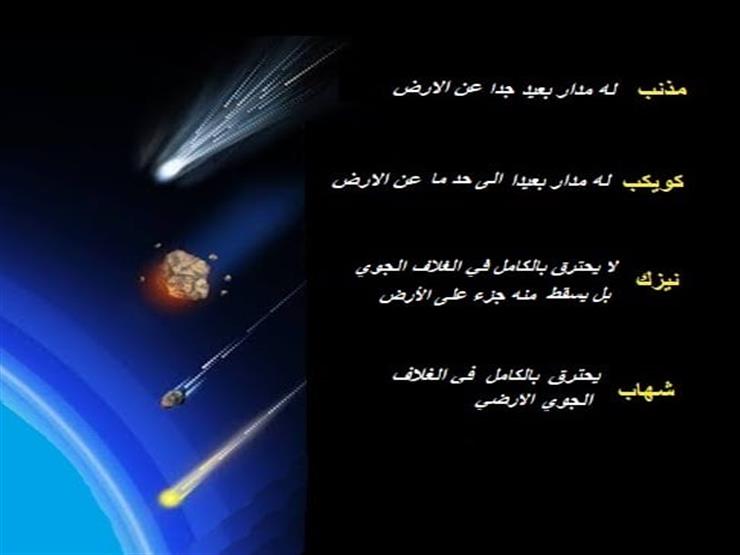 مذنب له مدار بعيد جدا عن الارض
كويكب له مدار بعيدا الى حد ما عن الارض
نيزك لا يحترق بالكامل في الغلاف الجوي
بل يسقط منه جزء على الأرض
شهاب يحترق بالكامل فى الغلاف
الجوي الارضي